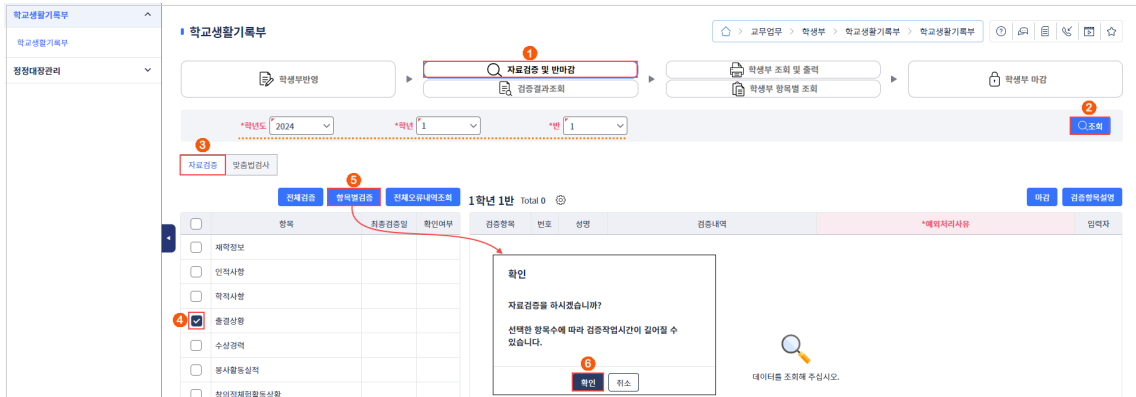 학교생활기록부
학교생활기록부
정정대장관리
학교생활기록부
교무업무 > 학생부 > 학교생활기록부 > 학교생활기록부
1
학생부반영
자료검증 및 반마감
검증결과조회
학생부 조회 및 출력
학생부 항목별 조회
학생부 마감
2
*학년도 2024 *학년 1 *반 1
조회
3
자료검증 맞춤법검사
5
전체검증 항목별검증 전체오류내역조회 1학년 1반 Total 0 마감 검증항목설명
항목 최종검증일 확인여부 검증항목 번호 성명 검증내역 *예외처리사유 입력자
재학정보
인적사항
학적사항
4 출결상황
수상경력
봉사활동실적
창의적체험활동상황
확인
자료검증을 하시겠습니까?
선택한 항목수에 따라 검증작업시간이 길어질 수
있습니다.
6
확인 취소
데이터를 조회해 주십시오.